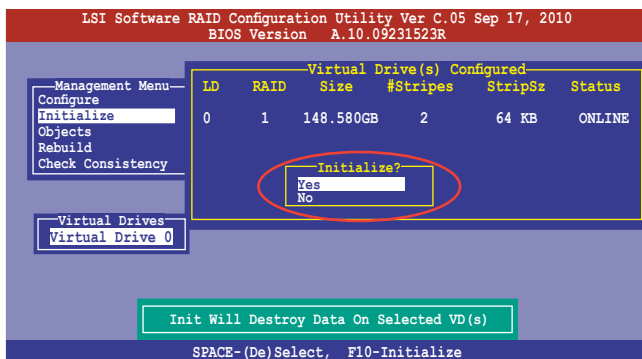 LSI Software RAID Configuration Utility Ver C.05 Sep 17, 2010
BIOS Version A.10.09231523R
Virtual Drive(s) Configured
LD RAID Size #Stripes StripSz Status
0 1 148.580GB 2 64 KB ONLINE
Management Menu
Configure
Initialize
Objects
Rebuild
Check Consistency
Initialize?
Yes
No
Virtual Drives
Virtual Drive 0
Init Will Destroy Data On Selected VD(s)
SPACE-(De)Select, F10-Initialize